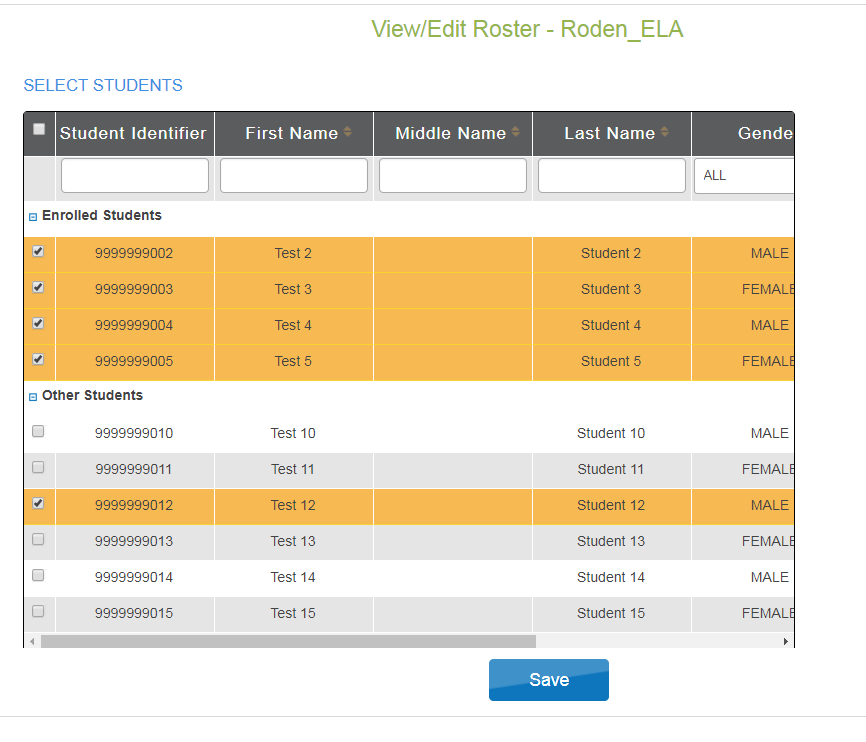 View/Edit Roster - Roden_ELA
SELECT STUDENTS
Student Identifier First Name Middle Name Last Name Gende
ALL
Enrolled Students
9999999002 Test 2 Student 2 MALE
9999999003 Test 3 Student 3 FEMALE
9999999004 Test 4 Student 4 MALE
9999999005 Test 5 Student 5 FEMALE
Other Students
9999999010 Test 10 Student 10 MALE
9999999011 Test 11 Student 11 FEMALE
9999999012 Test 12 Student 12 MALE
9999999013 Test 13 Student 13 FEMALE
9999999014 Test 14 Student 14 MALE
9999999015 Test 15 Student 15 FEMALE
Save